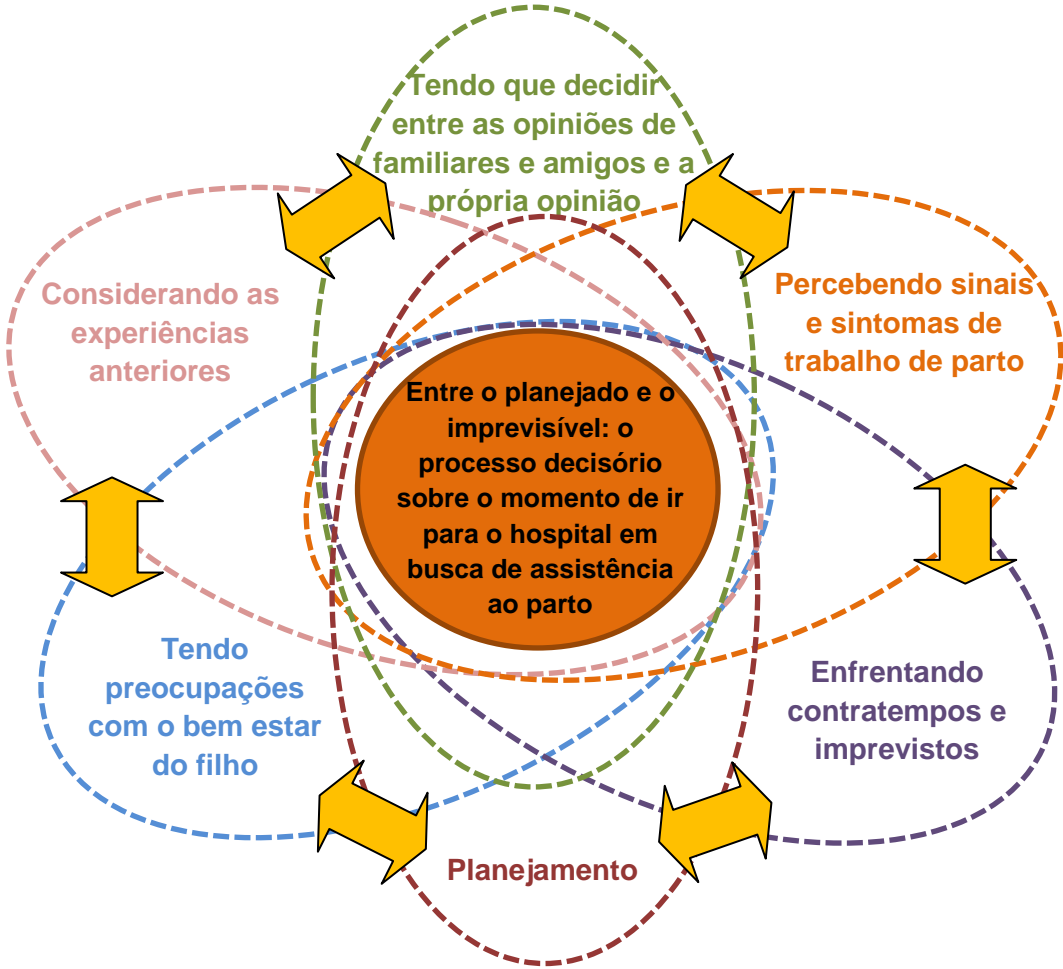 Tendo que decidir
entre as opiniões de
familiares e amigos e a
própria opinião
Considerando as
experiências
anteriores
Percebendo sinais
e sintomas de
trabalho de parto
Entre o planejado e o
imprevisível: o
processo decisório
sobre o momento de ir
para o hospital em
busca de assistência
ao parto
Tendo
preocupações
com o bem estar
do filho
Enfrentando
contratempos e
imprevistos
Planejamento